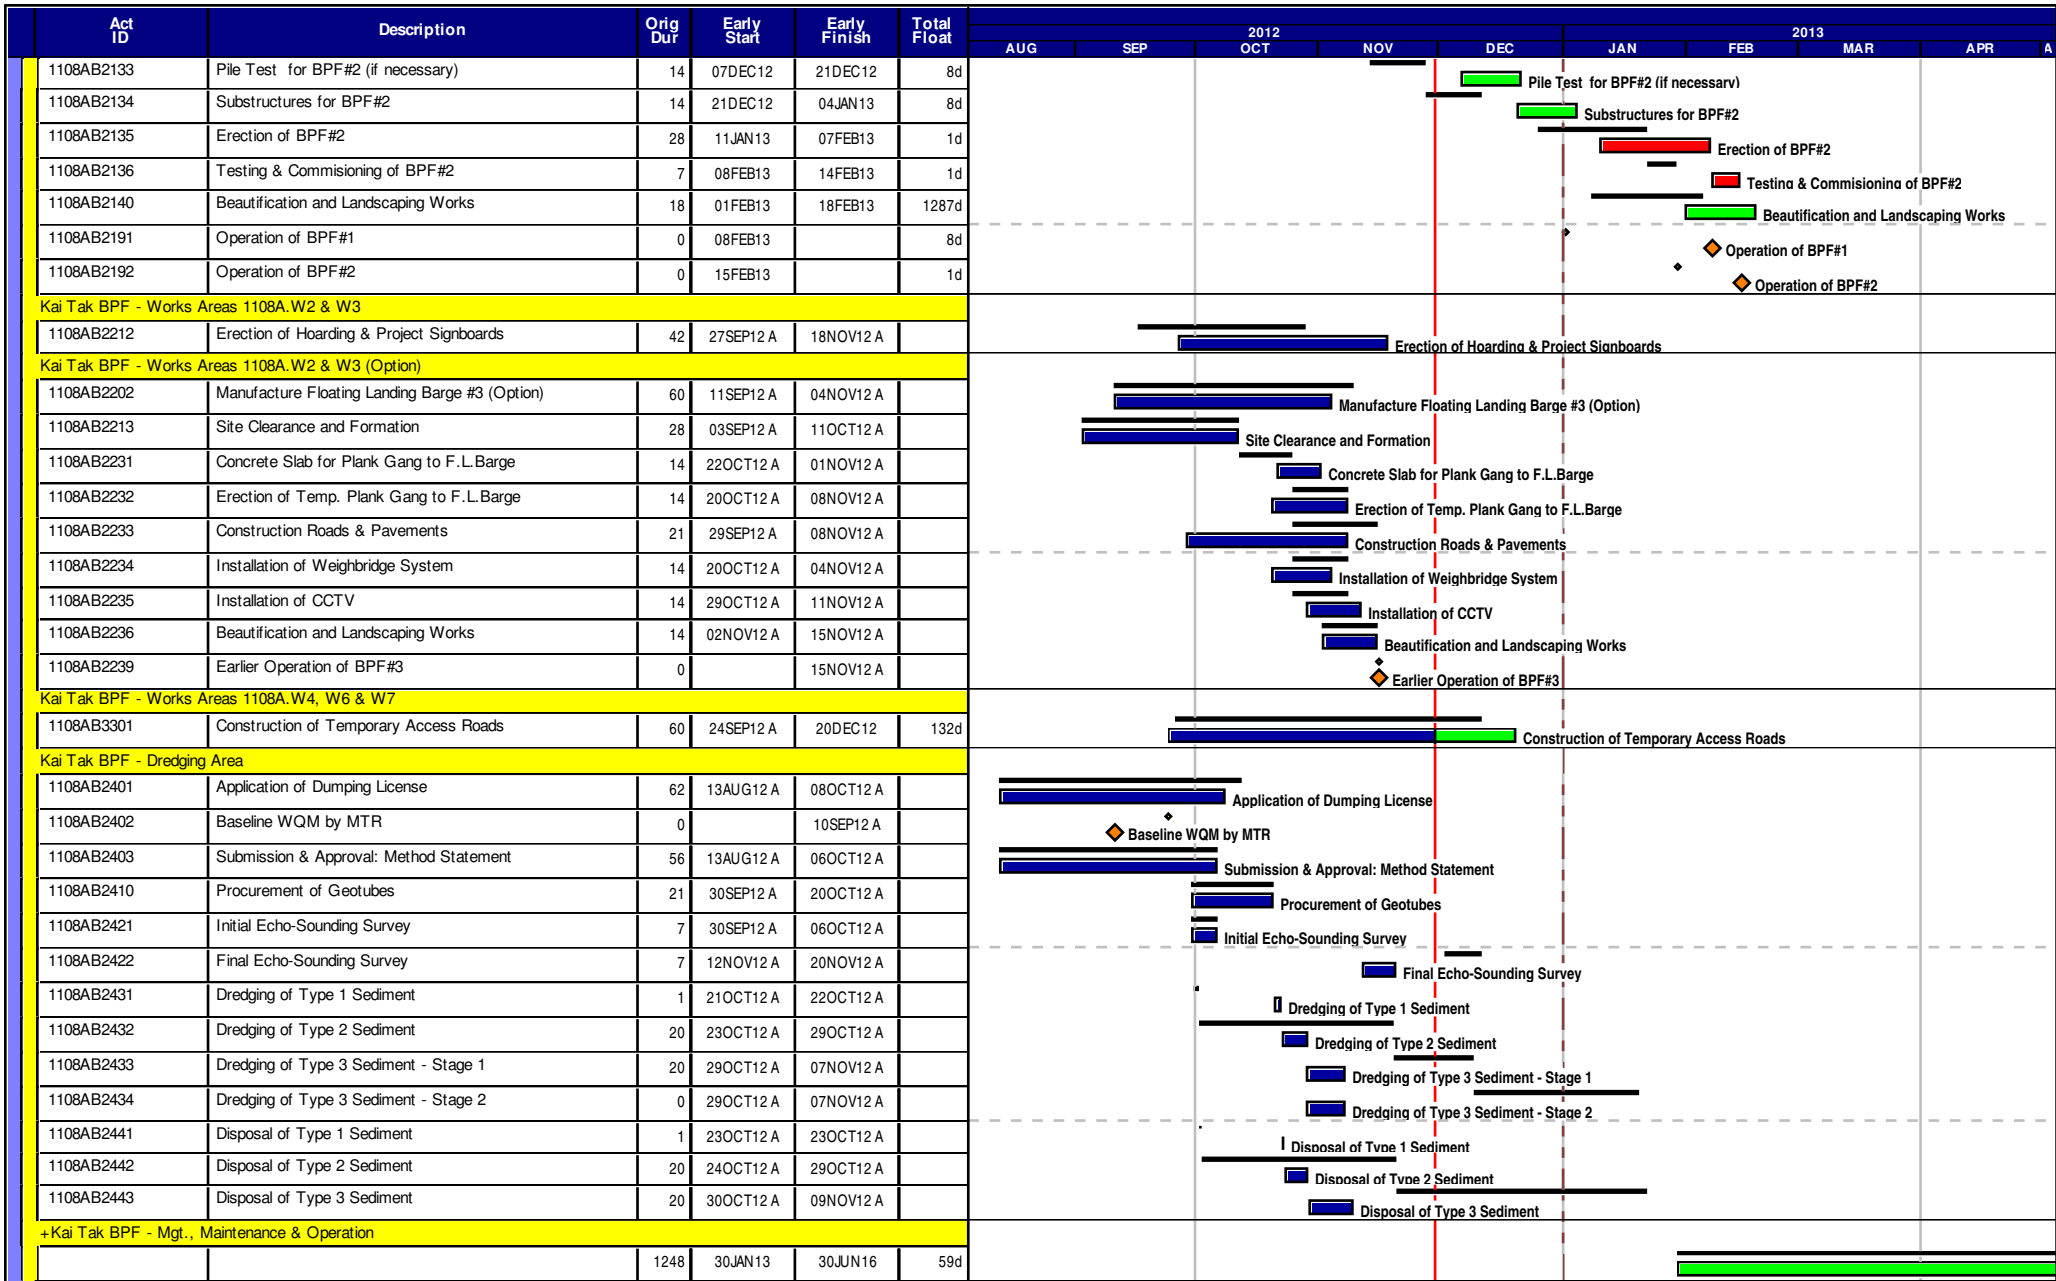 Act ID Description Orig Dur Early Start Early Finish Total Float
2012 2013
AUG SEP OCT NOV DEC JAN FEB MAR APR A
1108AB2133 Pile Test for BPF#2 (if necessary) 14 07DEC12 21DEC12 8d Pile Test for BPF#2 (if necessary)
1108AB2134 Substructures for BPF#2 14 21DEC12 04JAN13 8d Substructures for BPF#2
1108AB2135 Erection of BPF#2 28 11JAN13 07FEB13 1d Erection of BPF#2
1108AB2136 Testing & Commisioning of BPF#2 7 08FEB13 14FEB13 1d Testing & Commisioning of BPF#2
1108AB2140 Beautification and Landscaping Works 18 01FEB13 18FEB13 1287d Beautification and Landscaping Works
1108AB2191 Operation of BPF#1 0 08FEB13 8d Operation of BPF#1
1108AB2192 Operation of BPF#2 0 15FEB13 1d Operation of BPF#2
Kai Tak BPF - Works Areas 1108A.W2 & W3
1108AB2212 Erection of Hoarding & Project Signboards 42 27SEP12 A 18NOV12 A Erection of Hoarding & Project Signboards
Kai Tak BPF - Works Areas 1108A.W2 & W3 (Option)
1108AB2202 Manufacture Floating Landing Barge #3 (Option) 60 11SEP12 A 04NOV12 A Manufacture Floating Landing Barge #3 (Option)
1108AB2213 Site Clearance and Formation 28 03SEP12 A 11OCT12 A Site Clearance and Formation
1108AB2231 Concrete Slab for Plank Gang to F.L.Barge 14 22OCT12 A 01NOV12 A Concrete Slab for Plank Gang to F.L.Barge
1108AB2232 Erection of Temp. Plank Gang to F.L.Barge 14 20OCT12 A 08NOV12 A Erection of Temp. Plank Gang to F.L.Barge
1108AB2233 Construction Roads & Pavements 21 29SEP12 A 08NOV12 A Construction Roads & Pavements
1108AB2234 Installation of Weighbridge System 14 20OCT12 A 04NOV12 A Installation of Weighbridge System
1108AB2235 Installation of CCTV 14 29OCT12 A 11NOV12 A Installation of CCTV
1108AB2236 Beautification and Landscaping Works 14 02NOV12 A 15NOV12 A Beautification and Landscaping Works
1108AB2239 Earlier Operation of BPF#3 0 15NOV12 A Earlier Operation of BPF#3
Kai Tak BPF - Works Areas 1108A.W4, W6 & W7
1108AB3301 Construction of Temporary Access Roads 60 24SEP12 A 20DEC12 132d Construction of Temporary Access Roads
Kai Tak BPF - Dredging Area
1108AB2401 Application of Dumping License 62 13AUG12 A 08OCT12 A Application of Dumping License
1108AB2402 Baseline WQM by MTR 0 10SEP12 A Baseline WQM by MTR
1108AB2403 Submission & Approval: Method Statement 56 13AUG12 A 06OCT12 A Submission & Approval: Method Statement
1108AB2410 Procurement of Geotubes 21 30SEP12 A 20OCT12 A Procurement of Geotubes
1108AB2421 Initial Echo-Sounding Survey 7 30SEP12 A 06OCT12 A Initial Echo-Sounding Survey
1108AB2422 Final Echo-Sounding Survey 7 12NOV12 A 20NOV12 A Final Echo-Sounding Survey
1108AB2431 Dredging of Type 1 Sediment 1 21OCT12 A 22OCT12 A Dredging of Type 1 Sediment
1108AB2432 Dredging of Type 2 Sediment 20 23OCT12 A 29OCT12 A Dredging of Type 2 Sediment
1108AB2433 Dredging of Type 3 Sediment - Stage 1 20 29OCT12 A 07NOV12 A Dredging of Type 3 Sediment - Stage 1
1108AB2434 Dredging of Type 3 Sediment - Stage 2 0 29OCT12 A 07NOV12 A Dredging of Type 3 Sediment - Stage 2
1108AB2441 Disposal of Type 1 Sediment 1 23OCT12 A 23OCT12 A Disposal of Type 1 Sediment
1108AB2442 Disposal of Type 2 Sediment 20 24OCT12 A 29OCT12 A Disposal of Type 2 Sediment
1108AB2443 Disposal of Type 3 Sediment 20 30OCT12 A 09NOV12 A Disposal of Type 3 Sediment
+Kai Tak BPF - Mgt., Maintenance & Operation
1248 30JAN13 30JUN16 59d